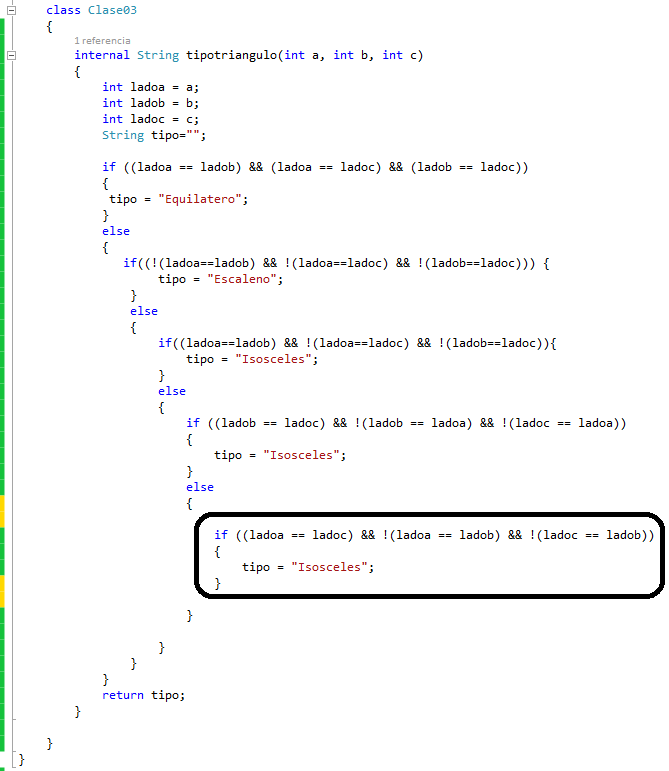 class Clase03
{
1 referencia
internal String tipotriangulo(int a, int b, int c)
{
int ladoa = a;
int ladob = b;
int ladoc = c;
String tipo="";
if ((ladoa == ladob) && (ladoa == ladoc) && (ladob == ladoc))
{
tipo = "Equilatero";
}
else
{
if((!(ladoa==ladob) && !(ladoa==ladoc) && !(ladob==ladoc))) {
tipo = "Escaleno";
}
else
{
if((ladoa==ladob) && !(ladoa==ladoc) && !(ladob==ladoc)){
tipo = "Isosceles";
}
else
{
if ((ladob == ladoc) && !(ladob == ladoa) && !(ladoc == ladoa))
{
tipo = "Isosceles";
}
else
{
if ((ladoa == ladoc) && !(ladoa == ladob) && !(ladoc == ladob))
{
tipo = "Isosceles";
}
}
}
}
}
return tipo;
}
}
}